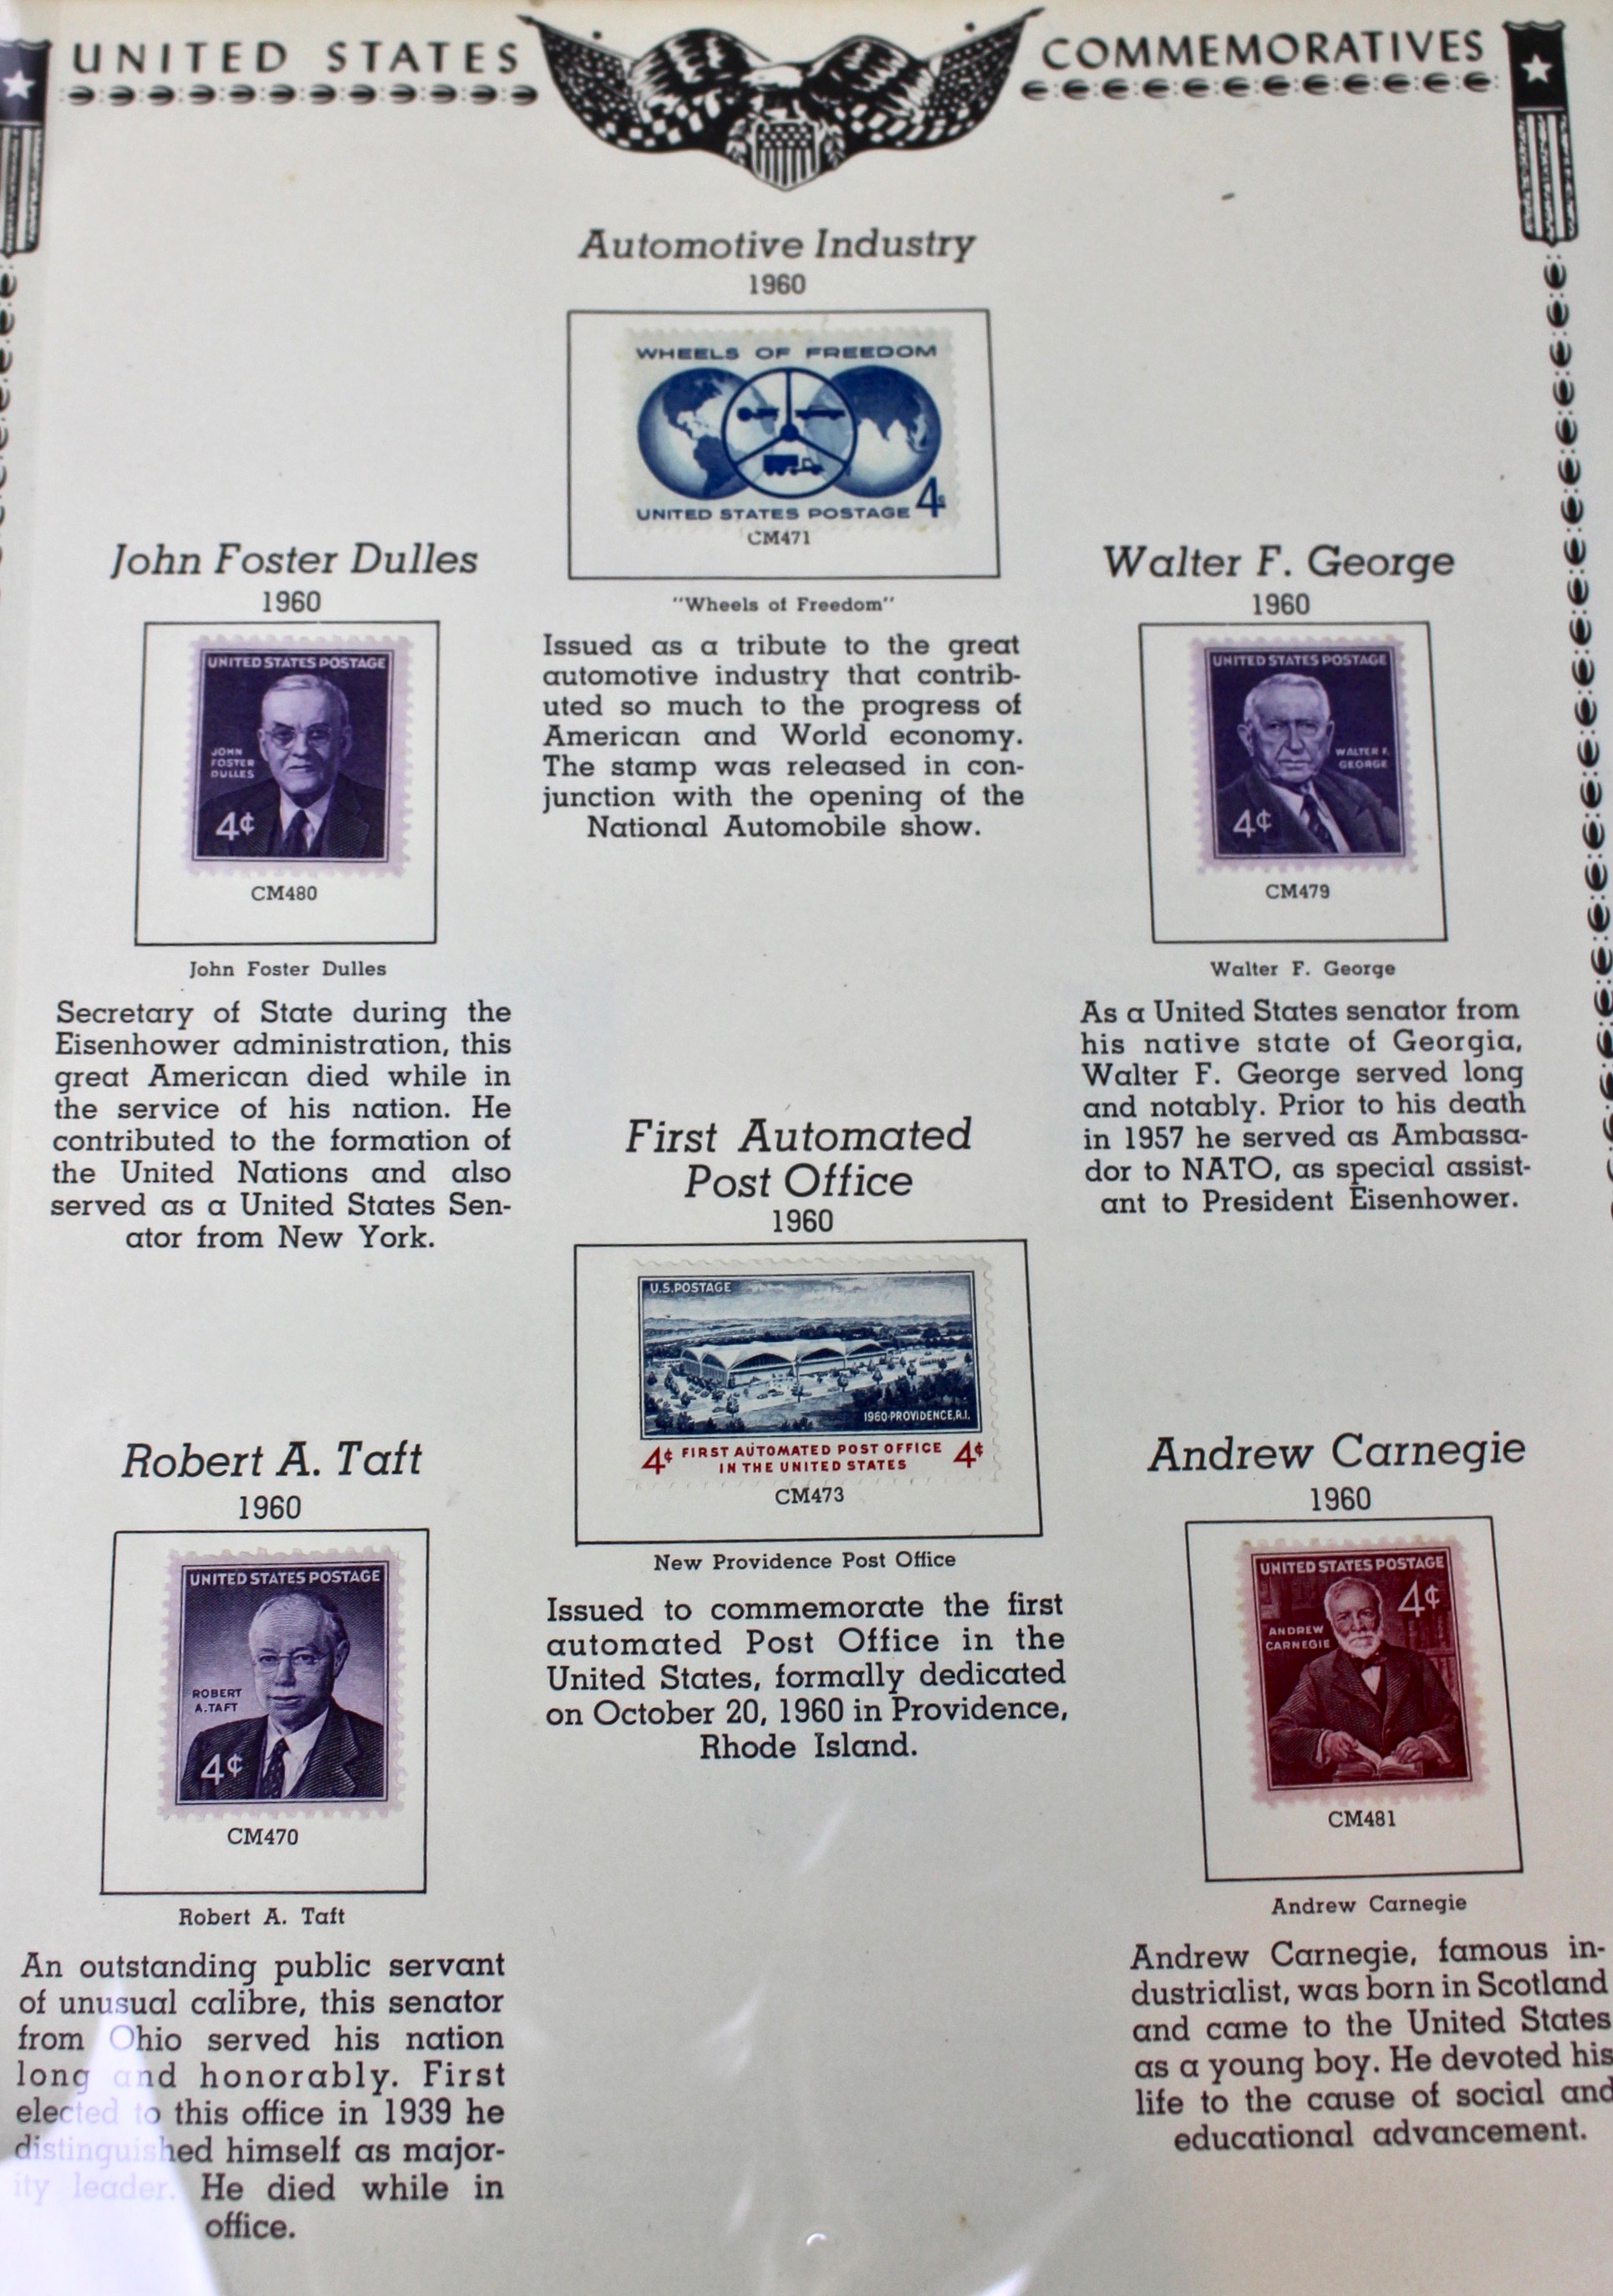 UNITED STATES COMMEMORATIVES
Automotive Industry
1960
WHEELS OF FREEDOM
UNITED STATES POSTAGE 4c
CM471
"Wheels of Freedom"
Issued as a tribute to the great
automotive industry that contrib-
uted so much to the progress of
American and World economy.
The stamp was released in con-
junction with the opening of the
National Automobile show.
John Foster Dulles
1960
UNITED STATES POSTAGE
JOHN
FOSTER
DULLES
4¢
CM480
John Foster Dulles
Secretary of State during the
Eisenhower administration, this
great American died while in
the service of his nation. He
contributed to the formation of
the United Nations and also
served as a United States Sen-
ator from New York.
Walter F. George
1960
UNITED STATES POSTAGE
WALTER F.
GEORGE
4¢
CM479
Walter F. George
As a United States senator from
his native state of Georgia,
Walter F. George served long
and notably. Prior to his death
in 1957 he served as Ambassa-
dor to NATO, as special assist-
ant to President Eisenhower.
First Automated
Post Office
1960
U.S. POSTAGE
1960·PROVIDENCE, R.I.
4¢ FIRST AUTOMATED POST OFFICE 4¢
IN THE UNITED STATES
CM473
New Providence Post Office
Issued to commemorate the first
automated Post Office in the
United States, formally dedicated
on October 20, 1960 in Providence,
Rhode Island.
Robert A. Taft
1960
UNITED STATES POSTAGE
ROBERT
A. TAFT
4¢
CM470
Robert A. Taft
An outstanding public servant
of unusual calibre, this senator
from Ohio served his nation
long and honorably. First
elected to this office in 1939 he
distinguished himself as major-
ity leader. He died while in
office.
Andrew Carnegie
1960
UNITED STATES POSTAGE
4¢
ANDREW
CARNEGIE
CM481
Andrew Carnegie
Andrew Carnegie, famous in-
dustrialist, was born in Scotland
and came to the United States
as a young boy. He devoted his
life to the cause of social and
educational advancement.